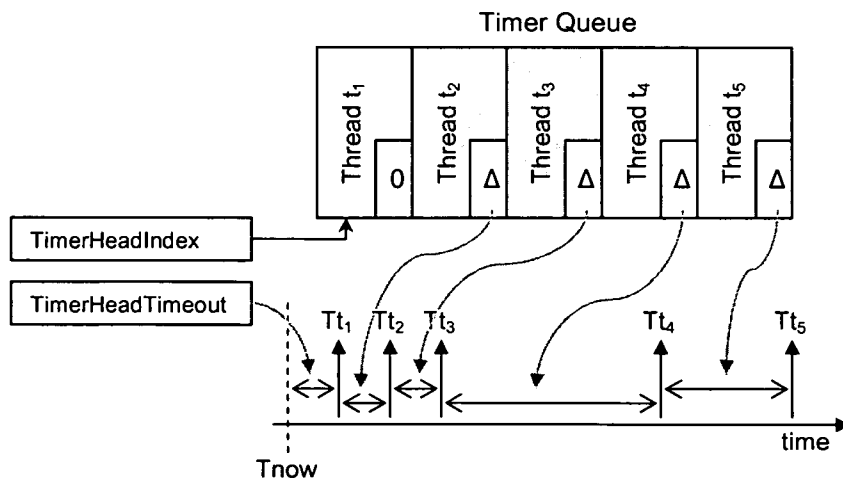 Timer Queue
Thread t₁
Thread t₂
Thread t₃
Thread t₄
Thread t₅
0
Δ
Δ
Δ
Δ
TimerHeadIndex
TimerHeadTimeout
Tt₁
Tt₂
Tt₃
Tt₄
Tt₅
time
Tnow